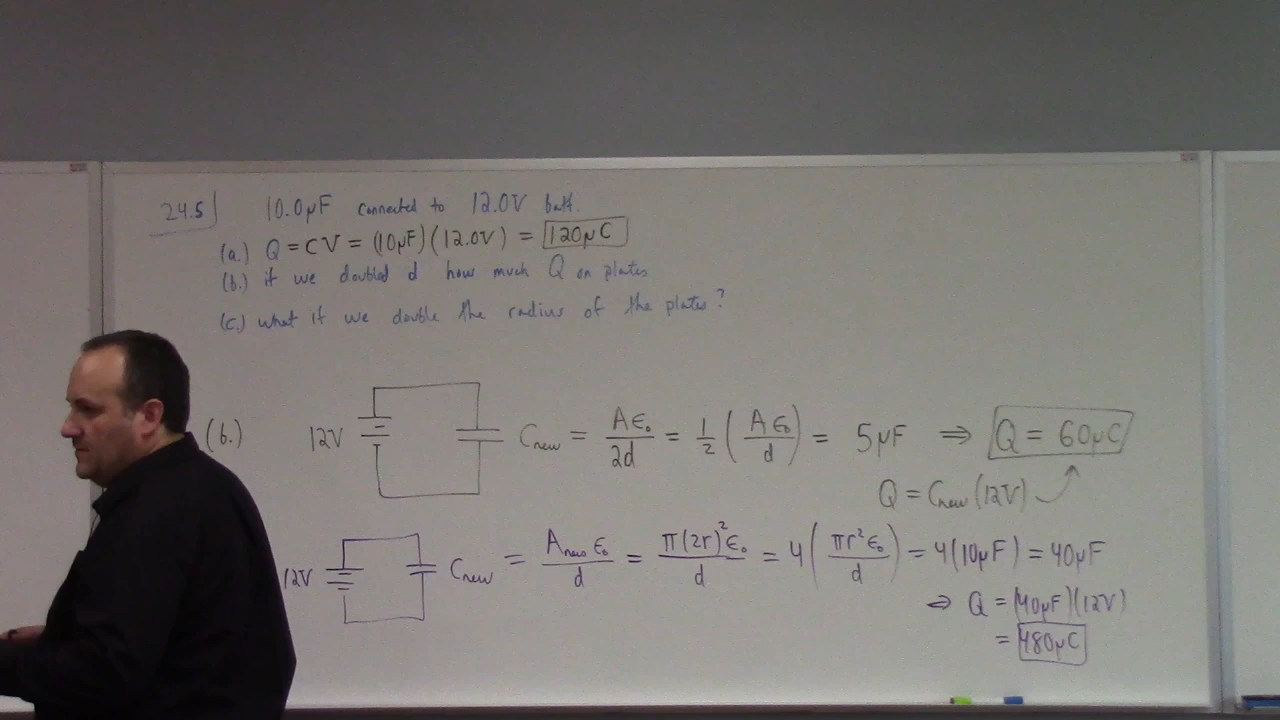 24.5 10.0μF connected to 12.0V batt.
(a.) Q = CV = (10μF)(12.0V) = 120μC
(b.) if we doubled d how much Q on plates
(c.) what if we double the radius of the plates?
(b.) 12V C_new = Aϵ₀/2d = 1/2 (Aϵ₀/d) = 5μF ⇒ Q = 60μC
Q = C_new (12V)
12V C_new = A_new ϵ₀/d = π(2r)²ϵ₀/d = 4(πr²ϵ₀/d) = 4(10μF) = 40μF
⇒ Q = (40μF)(12V)
= 480μC